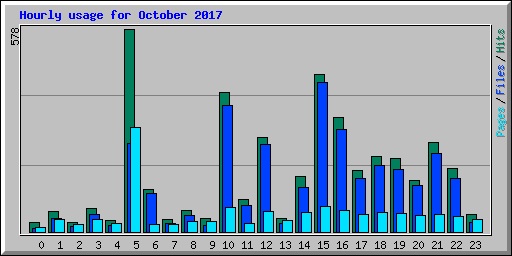 Hourly usage for October 2017
578
Pages / Files / Hits
0 1 2 3 4 5 6 7 8 9 10 11 12 13 14 15 16 17 18 19 20 21 22 23